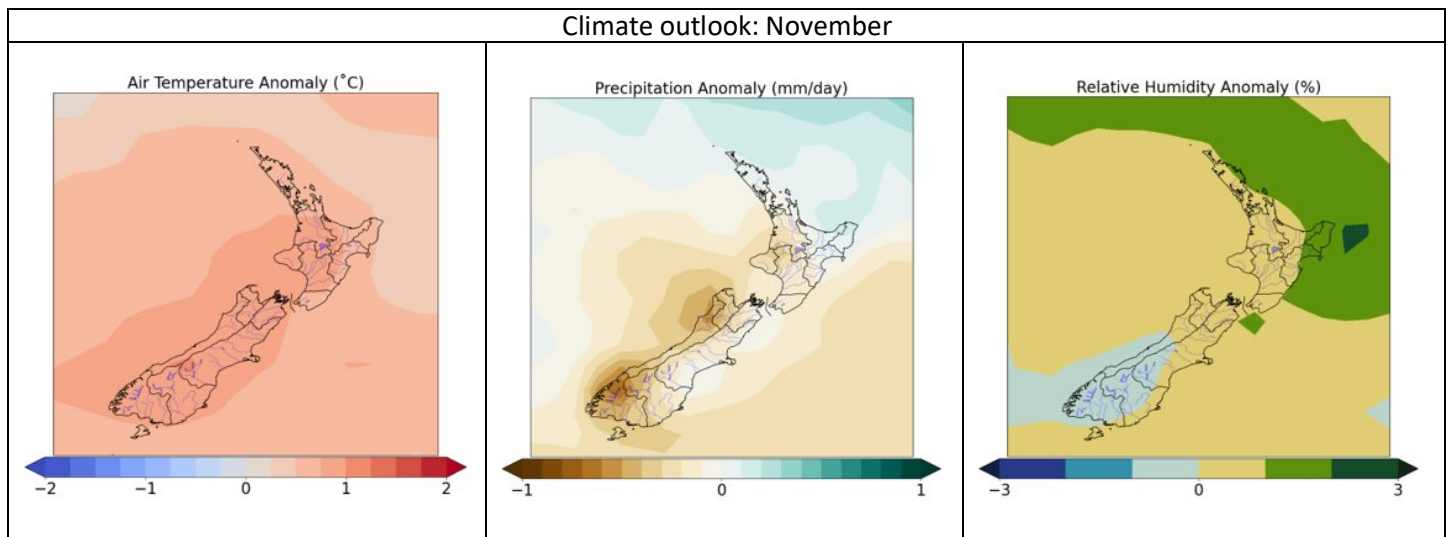 Climate outlook: November
Air Temperature Anomaly (˚C)
−2 −1 0 1 2
Precipitation Anomaly (mm/day)
−1 0 1
Relative Humidity Anomaly (%)
−3 0 3